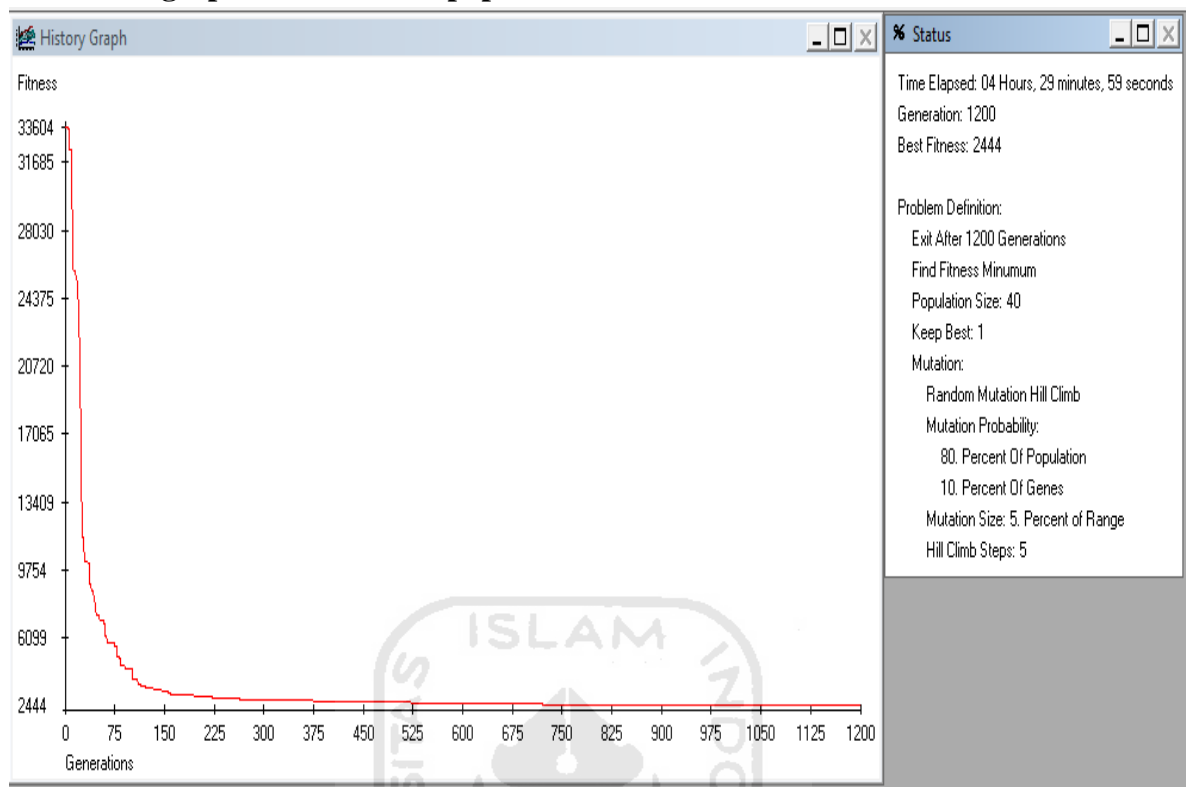 History Graph
Fitness
33604
31685
28030
24375
20720
17065
13409
9754
6099
2444
0 75 150 225 300 375 450 525 600 675 750 825 900 975 1050 1125 1200
Generations
% Status
Time Elapsed: 04 Hours, 29 minutes, 59 seconds
Generation: 1200
Best Fitness: 2444
Problem Definition:
Exit After 1200 Generations
Find Fitness Minumum
Population Size: 40
Keep Best: 1
Mutation:
Random Mutation Hill Climb
Mutation Probability:
80. Percent Of Population
10. Percent Of Genes
Mutation Size: 5. Percent of Range
Hill Climb Steps: 5
ISLAM